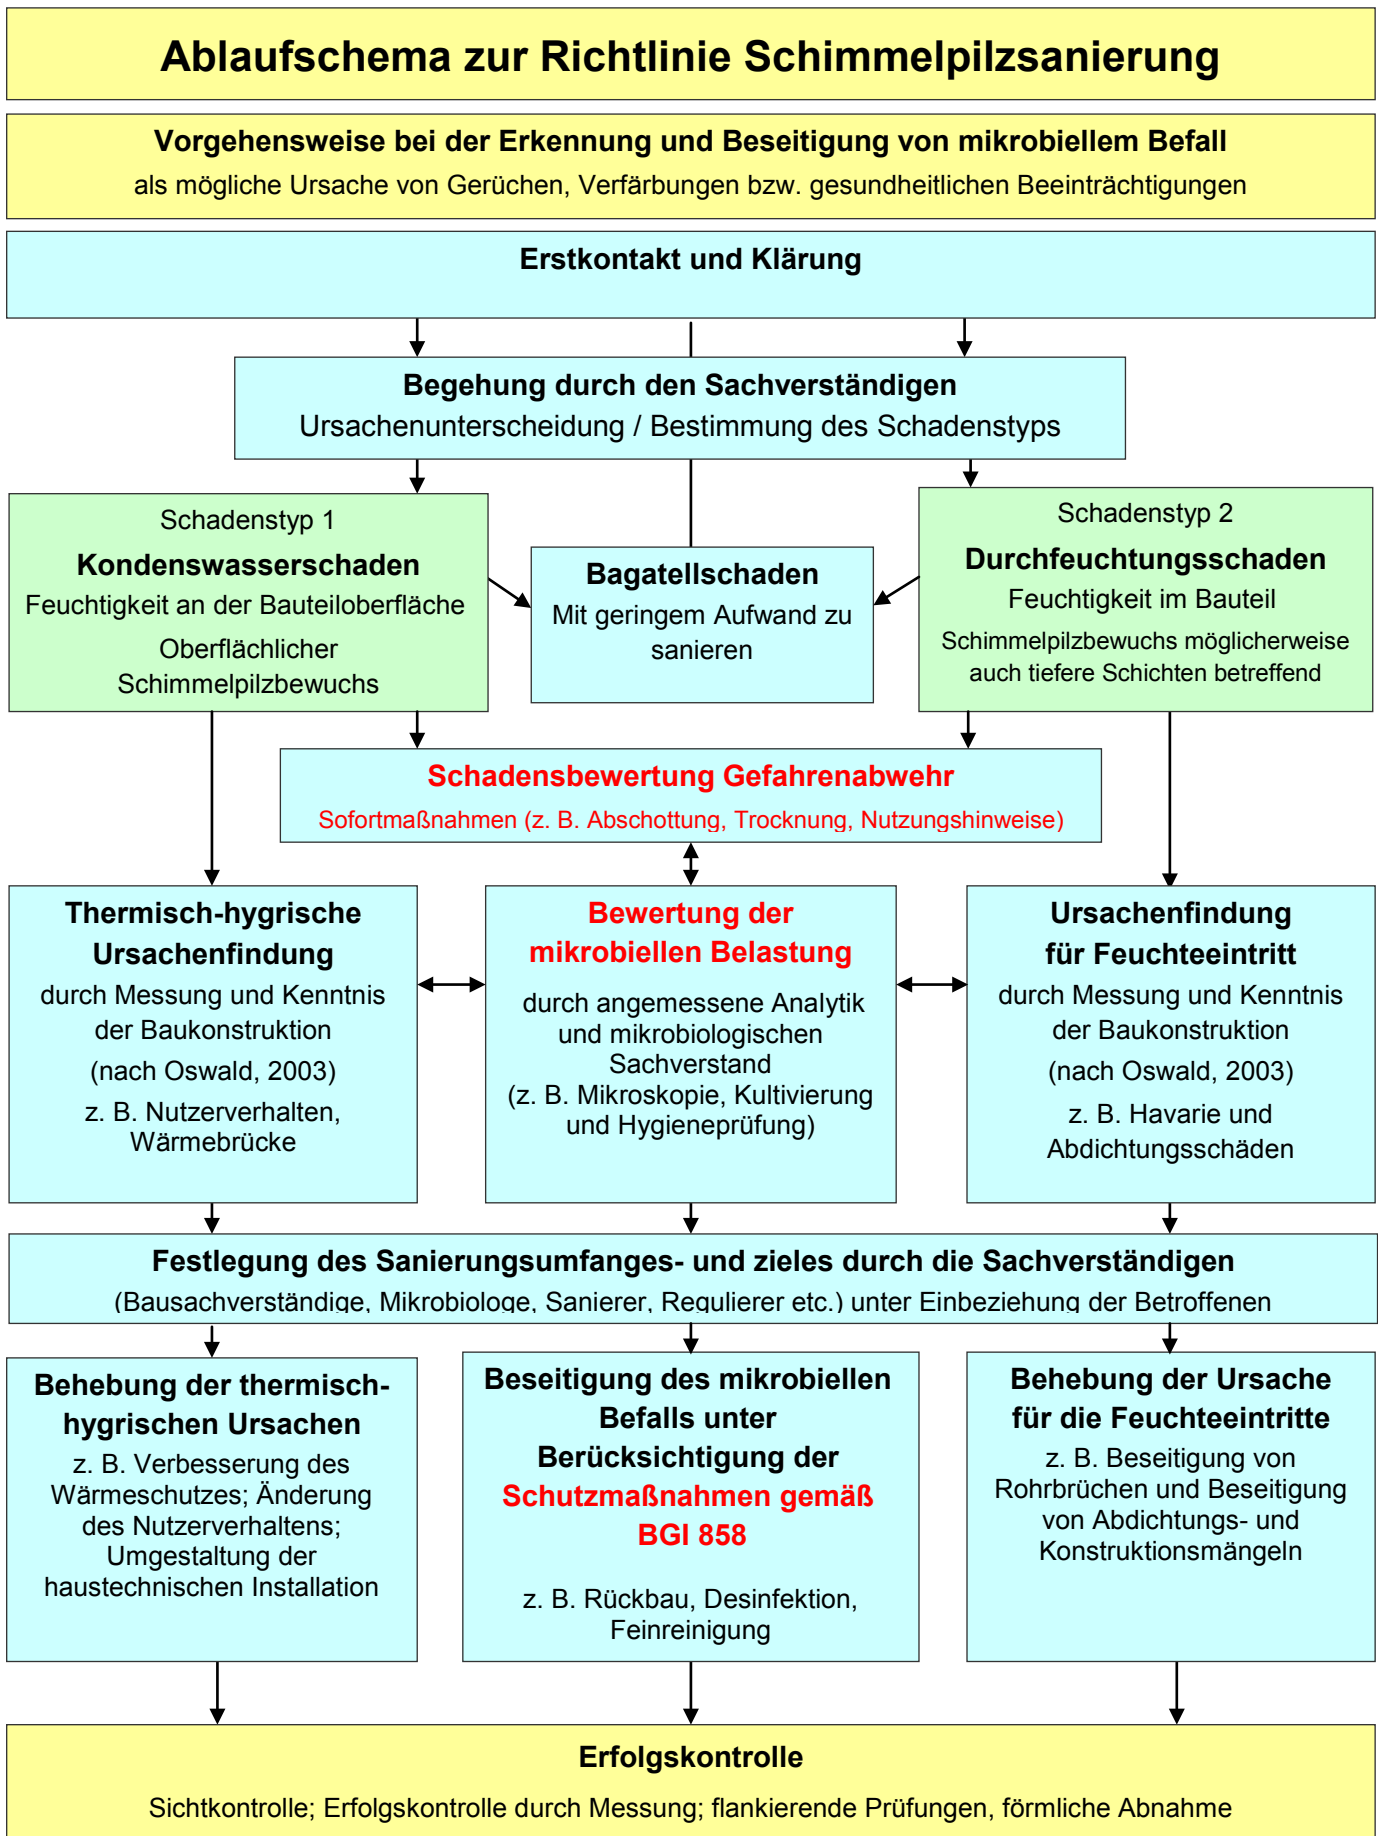 Ablaufschema zur Richtlinie Schimmelpilzsanierung
Vorgehensweise bei der Erkennung und Beseitigung von mikrobiellem Befall
als mögliche Ursache von Gerüchen, Verfärbungen bzw. gesundheitlichen Beeinträchtigungen
Erstkontakt und Klärung
Begehung durch den Sachverständigen
Ursachenunterscheidung / Bestimmung des Schadenstyps
Schadenstyp 1
Kondenswasserschaden
Feuchtigkeit an der Bauteiloberfläche
Oberflächlicher
Schimmelpilzbewuchs
Bagatellschaden
Mit geringem Aufwand zu
sanieren
Schadenstyp 2
Durchfeuchtungsschaden
Feuchtigkeit im Bauteil
Schimmelpilzbewuchs möglicherweise
auch tiefere Schichten betreffend
Schadensbewertung Gefahrenabwehr
Sofortmaßnahmen (z. B. Abschottung, Trocknung, Nutzungshinweise)
Thermisch-hygrische
Ursachenfindung
durch Messung und Kenntnis
der Baukonstruktion
(nach Oswald, 2003)
z. B. Nutzerverhalten,
Wärmebrücke
Bewertung der
mikrobiellen Belastung
durch angemessene Analytik
und mikrobiologischen
Sachverstand
(z. B. Mikroskopie, Kultivierung
und Hygieneprüfung)
Ursachenfindung
für Feuchteeintritt
durch Messung und Kenntnis
der Baukonstruktion
(nach Oswald, 2003)
z. B. Havarie und
Abdichtungsschäden
Festlegung des Sanierungsumfanges- und zieles durch die Sachverständigen
(Bausachverständige, Mikrobiologe, Sanierer, Regulierer etc.) unter Einbeziehung der Betroffenen
Behebung der thermisch-
hygrischen Ursachen
z. B. Verbesserung des
Wärmeschutzes; Änderung
des Nutzerverhaltens;
Umgestaltung der
haustechnischen Installation
Beseitigung des mikrobiellen
Befalls unter
Berücksichtigung der
Schutzmaßnahmen gemäß
BGI 858
z. B. Rückbau, Desinfektion,
Feinreinigung
Behebung der Ursache
für die Feuchteeintritte
z. B. Beseitigung von
Rohrbrüchen und Beseitigung
von Abdichtungs- und
Konstruktionsmängeln
Erfolgskontrolle
Sichtkontrolle; Erfolgskontrolle durch Messung; flankierende Prüfungen, förmliche Abnahme